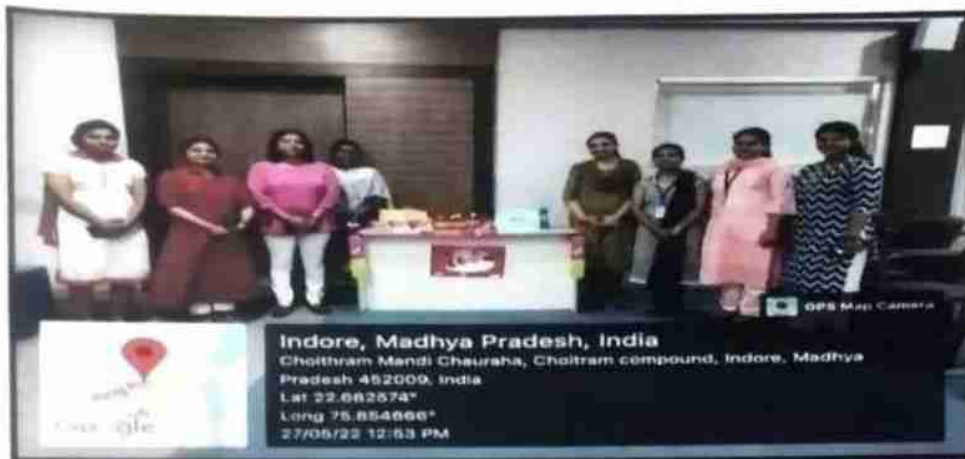 GPS Map Camera
Indore, Madhya Pradesh, India
Choithram Mandi Chauraha, Choitram compound, Indore, Madhya
Pradesh 452009, India
Lat 22.662574°
Long 75.854666°
27/05/22 12:53 PM
Google